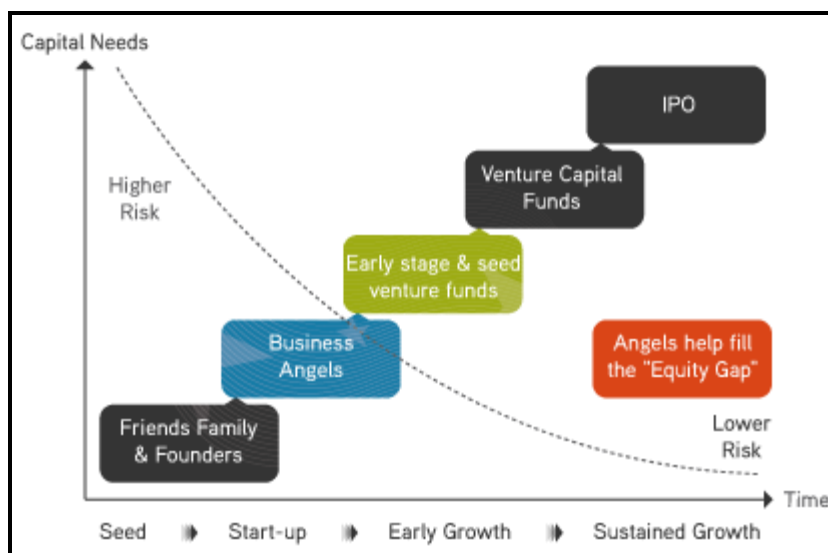 Capital Needs
IPO
Higher
Risk
Venture Capital
Funds
Early stage & seed
venture funds
Business
Angels
Angels help fill
the "Equity Gap"
Friends Family
& Founders
Lower
Risk
Time
Seed Start-up Early Growth Sustained Growth